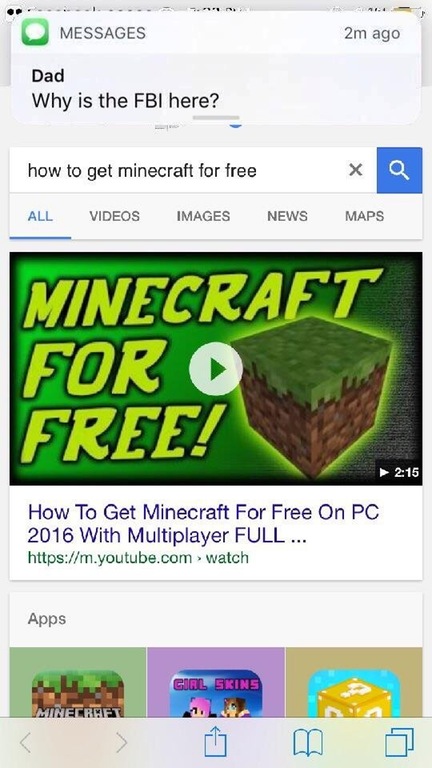 MESSAGES 2m ago
Dad
Why is the FBI here?
how to get minecraft for free
ALL VIDEOS IMAGES NEWS MAPS
MINECRAFT
FOR
FREE!
2:15
How To Get Minecraft For Free On PC
2016 With Multiplayer FULL ...
https://m.youtube.com › watch
Apps
MINECRAFT GIRL SKINS